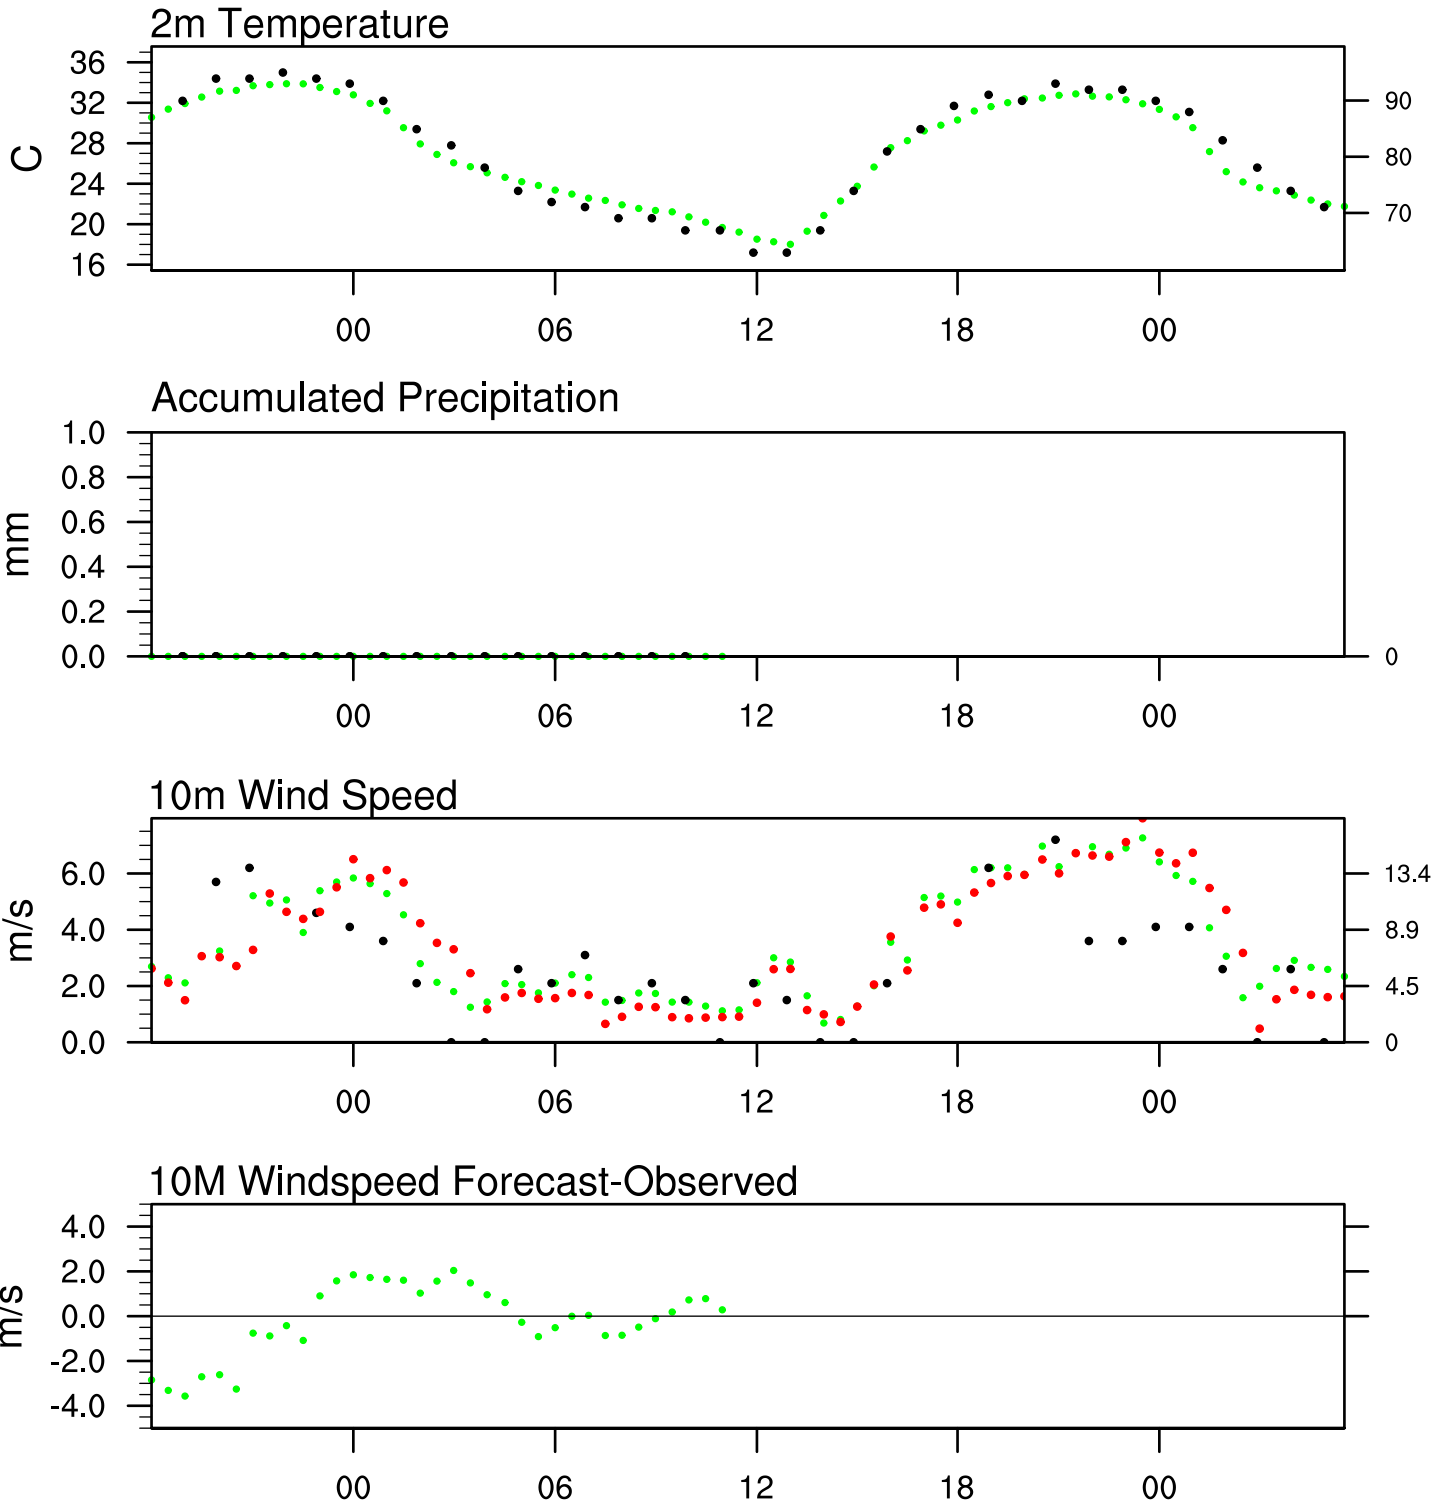 2m Temperature
36
32
28
24
20
16
C
90
80
70
00 06 12 18 00
Accumulated Precipitation
1.0
0.8
0.6
0.4
0.2
0.0
mm
0
00 06 12 18 00
10m Wind Speed
6.0
4.0
2.0
0.0
m/s
13.4
8.9
4.5
0
00 06 12 18 00
10M Windspeed Forecast-Observed
4.0
2.0
0.0
-2.0
-4.0
m/s
00 06 12 18 00